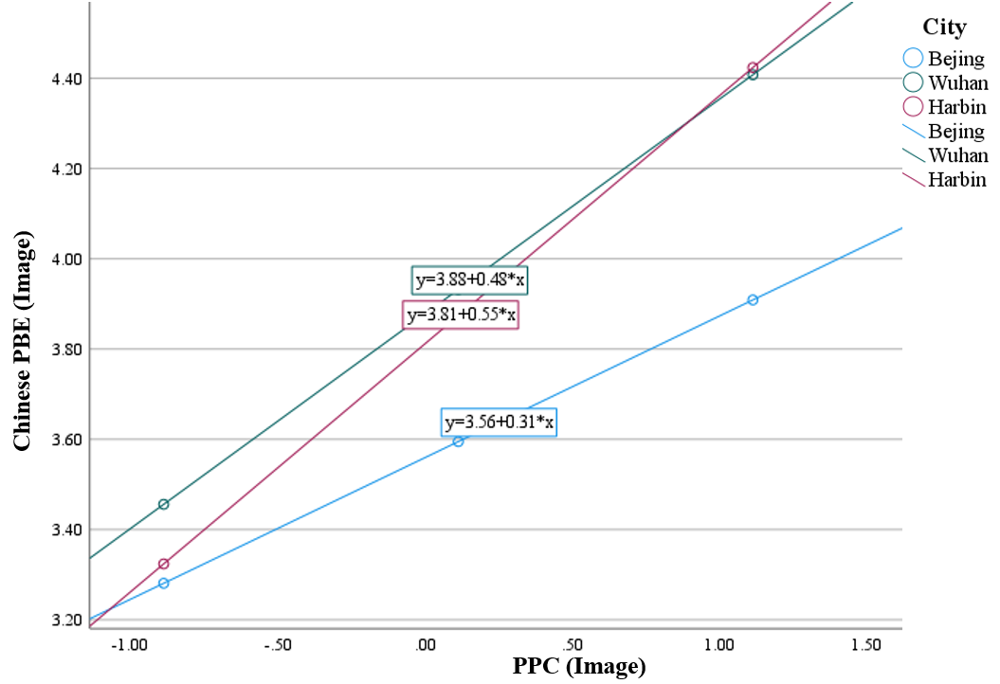 City
Bejing
Wuhan
Harbin
Bejing
Wuhan
Harbin
Chinese PBE (Image)
4.40
4.20
4.00
3.80
3.60
3.40
3.20
y=3.88+0.48*x
y=3.81+0.55*x
y=3.56+0.31*x
-1.00
-.50
.00
.50
1.00
1.50
PPC (Image)